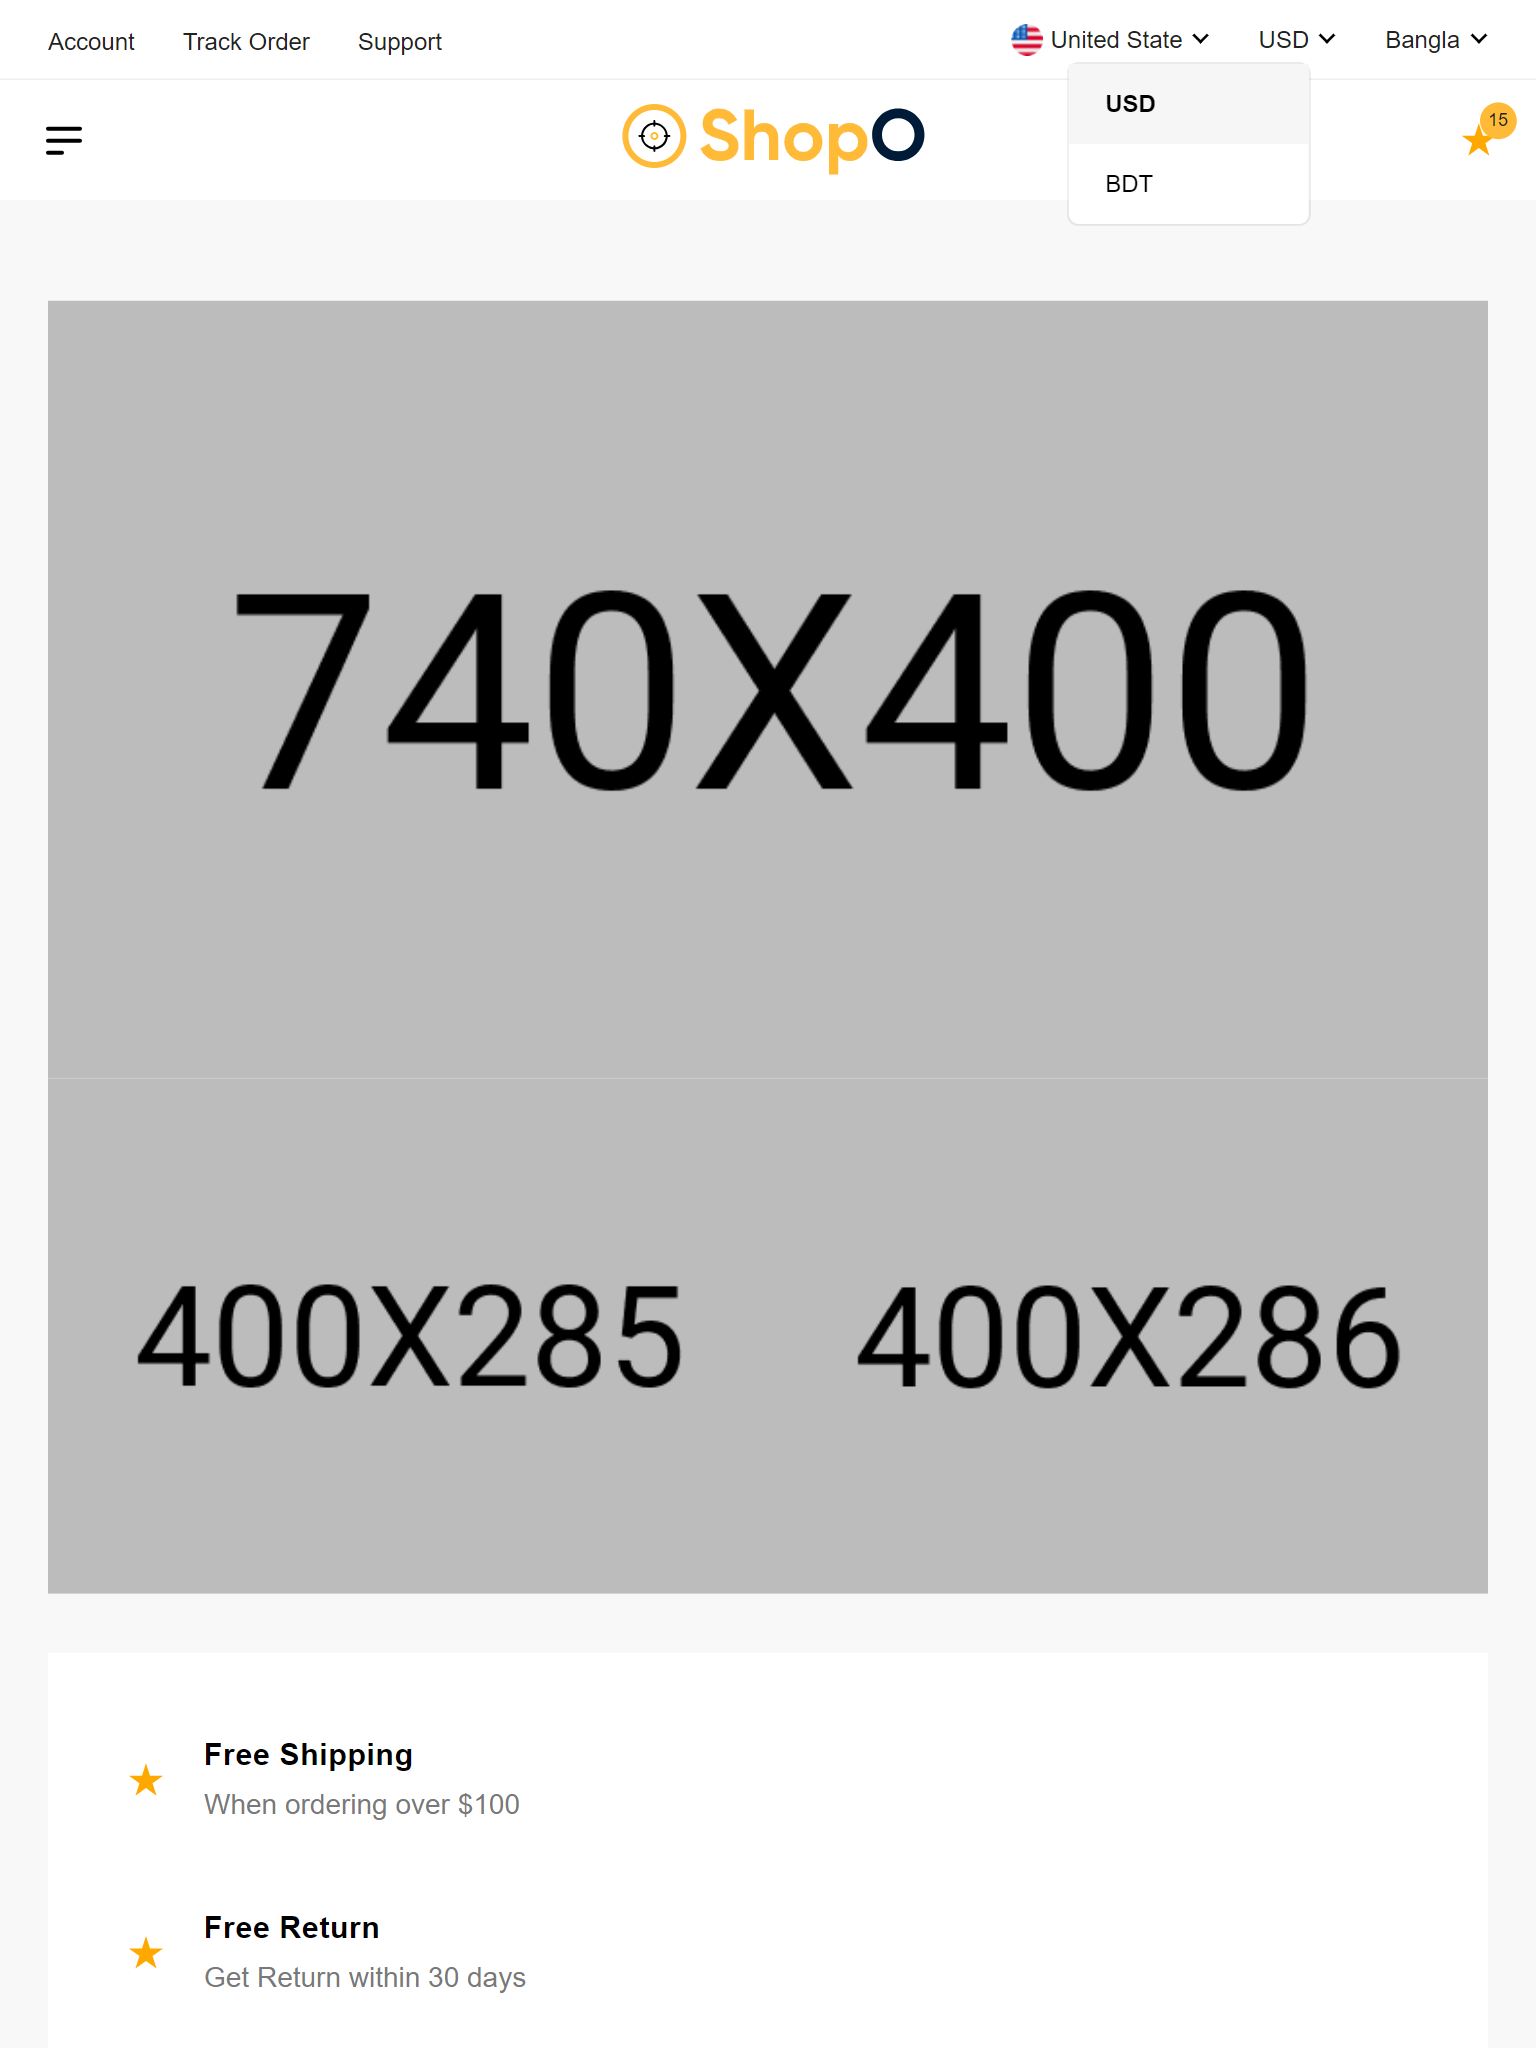 Account Track Order Support United State USD Bangla
USD
BDT
ShopO
15
740X400
400X285 400X286
Free Shipping
When ordering over $100
Free Return
Get Return within 30 days